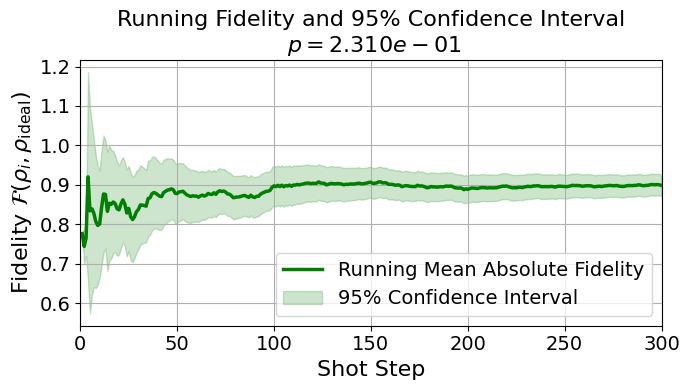 Running Fidelity and 95% Confidence Interval
p = 2.310e − 01
Fidelity ℱ(ρᵢ, ρ_ideal)
1.2
1.1
1.0
0.9
0.8
0.7
0.6
Running Mean Absolute Fidelity
95% Confidence Interval
0 50 100 150 200 250 300
Shot Step